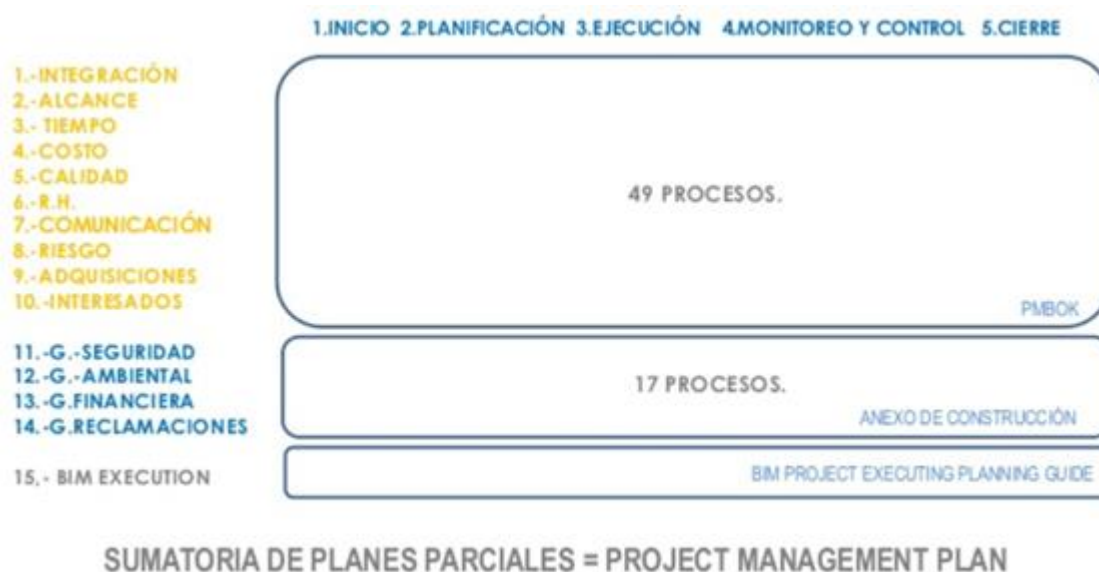 1.INICIO 2.PLANIFICACIÓN 3.EJECUCIÓN 4.MONITOREO Y CONTROL 5.CIERRE
1.-INTEGRACIÓN
2.-ALCANCE
3.- TIEMPO
4.-COSTO
5.-CALIDAD
6.-R.H.
7.-COMUNICACIÓN
8.-RIESGO
9.-ADQUISICIONES
10.-INTERESADOS
49 PROCESOS.
PMBOK
11.-G.-SEGURIDAD
12.-G.-AMBIENTAL
13.-G.FINANCIERA
14.-G.RECLAMACIONES
17 PROCESOS.
ANEXO DE CONSTRUCCIÓN
15,- BIM EXECUTION
BIM PROJECT EXECUTING PLANNING GUIDE
SUMATORIA DE PLANES PARCIALES = PROJECT MANAGEMENT PLAN